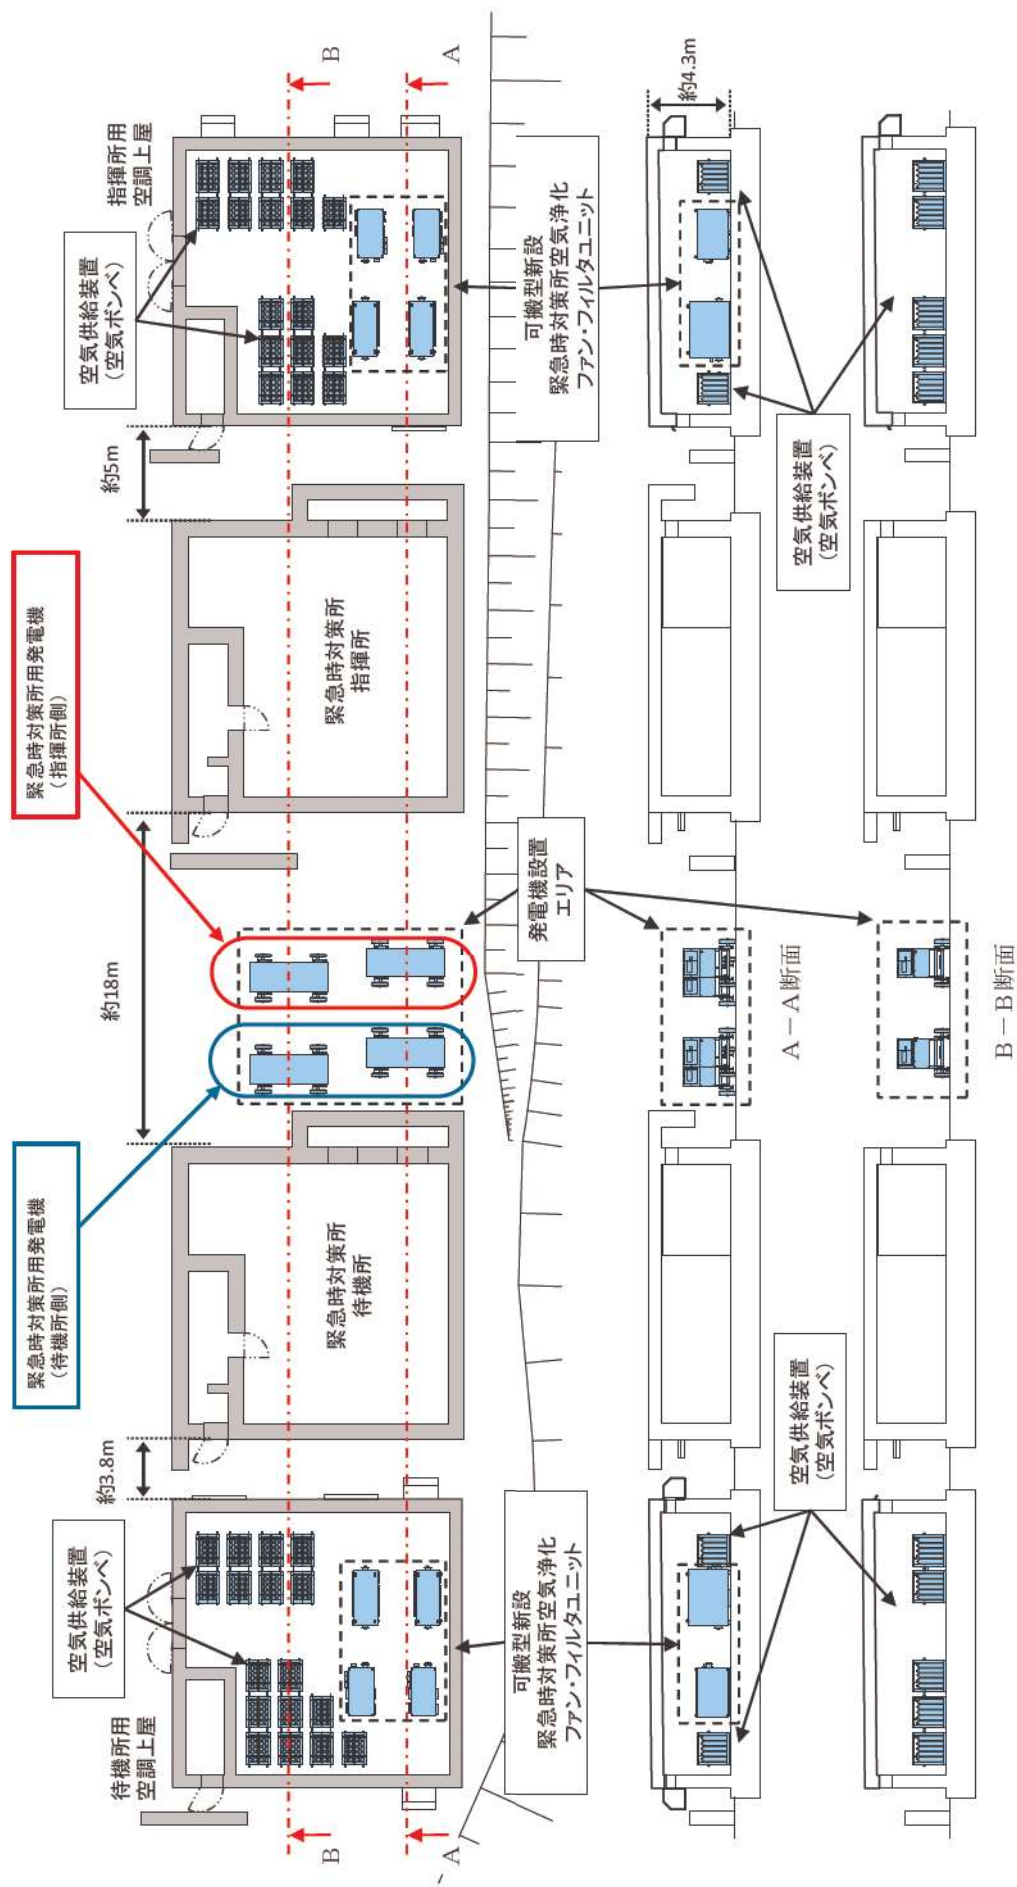 緊急時対策所用発電機
（待機所側）
緊急時対策所用発電機
（指揮所側）
待機所用
空調上屋
空気供給装置
（空気ボンベ）
約3.8m
約18m
約5m
空気供給装置
（空気ボンベ）
指揮所用
空調上屋
B
B
緊急時対策所
待機所
緊急時対策所
指揮所
A
A
可搬型新設
緊急時対策所空気浄化
ファン・フィルタユニット
発電機設置
エリア
可搬型新設
緊急時対策所空気浄化
ファン・フィルタユニット
約4.3m
A－A断面
空気供給装置
（空気ボンベ）
空気供給装置
（空気ボンベ）
B－B断面